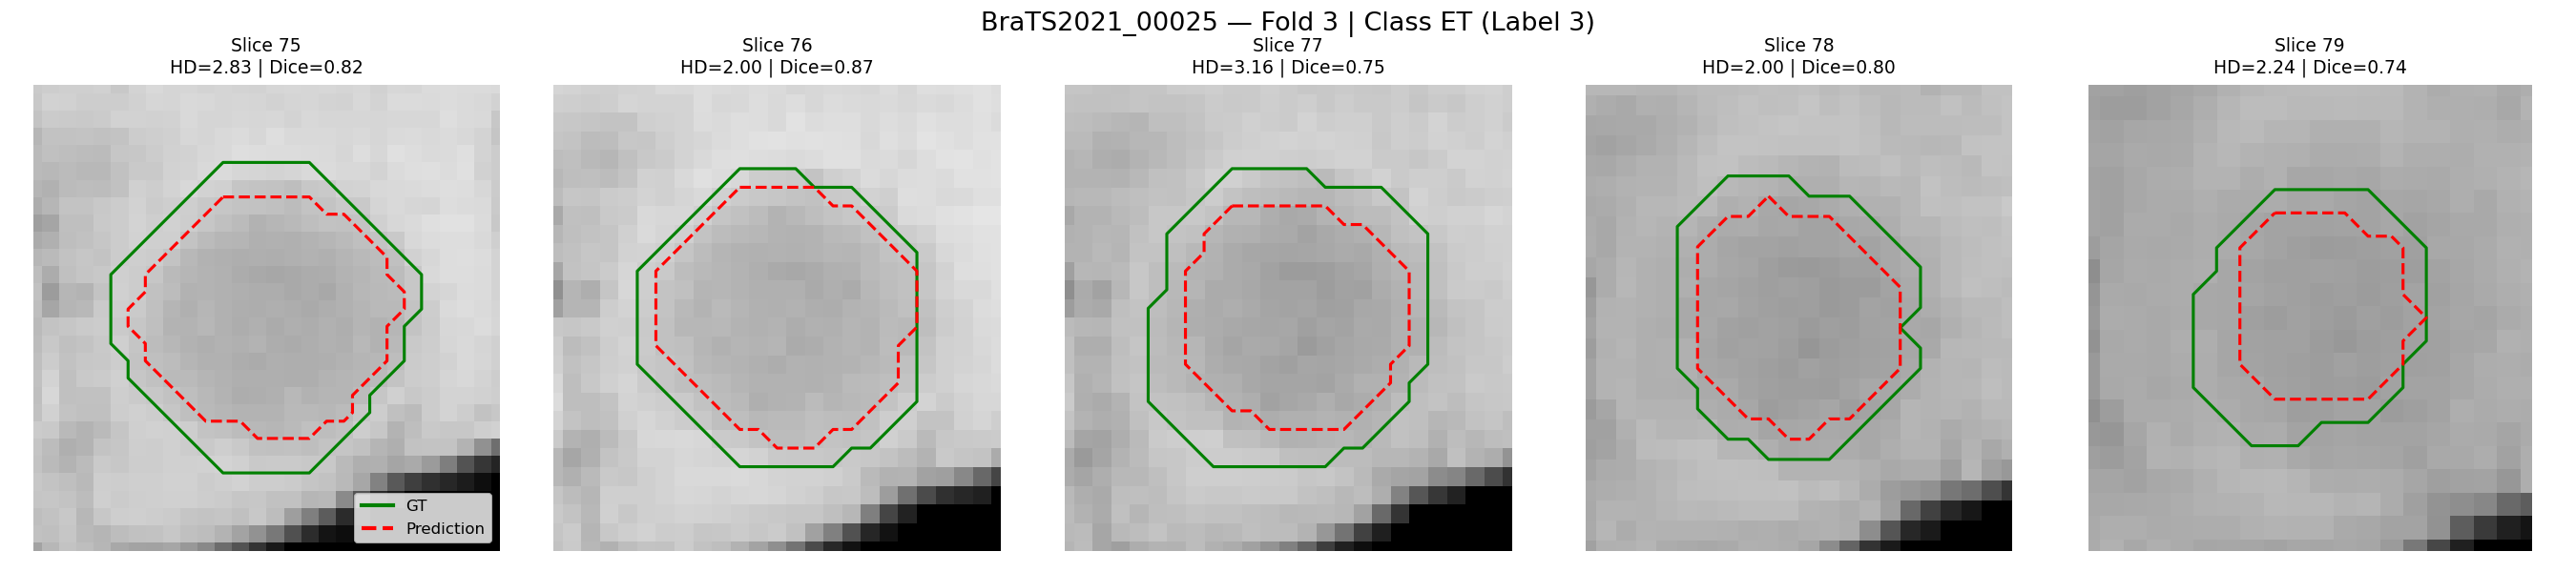 BraTS2021_00025 — Fold 3 | Class ET (Label 3)
Slice 75
HD=2.83 | Dice=0.82
Slice 76
HD=2.00 | Dice=0.87
Slice 77
HD=3.16 | Dice=0.75
Slice 78
HD=2.00 | Dice=0.80
Slice 79
HD=2.24 | Dice=0.74
GT
Prediction